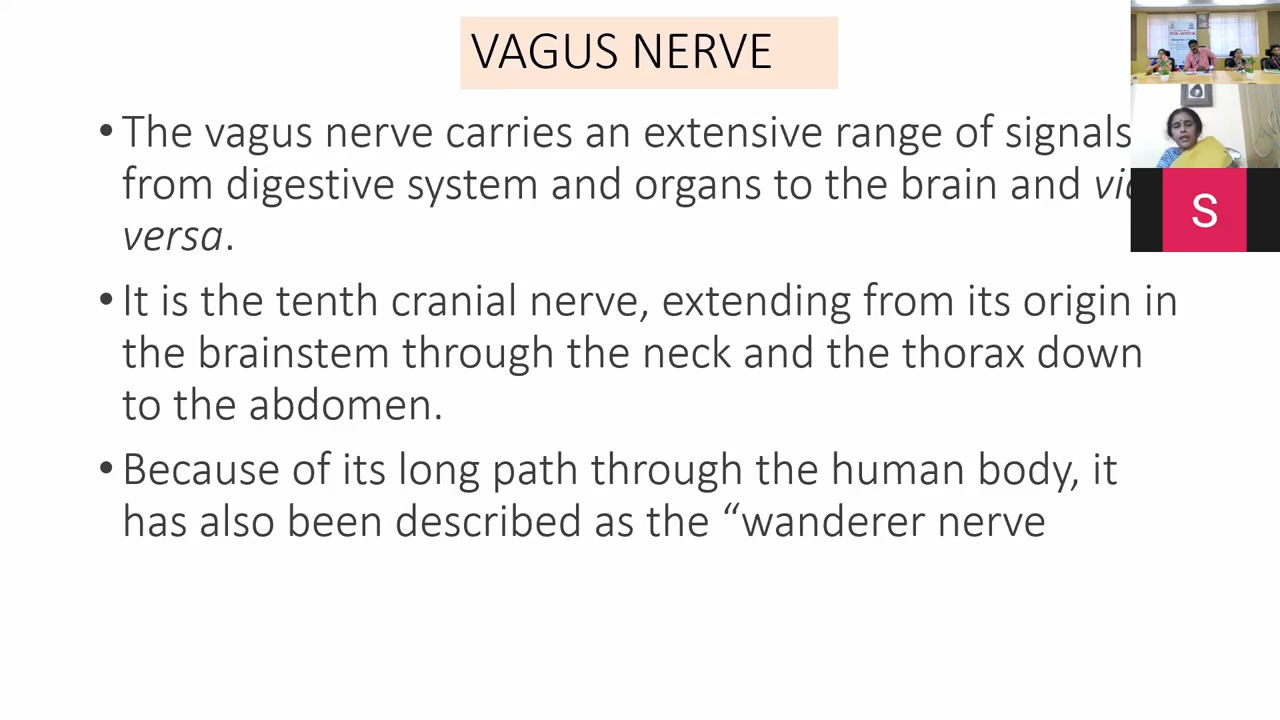 VAGUS NERVE
•The vagus nerve carries an extensive range of signals
from digestive system and organs to the brain and
versa.
•It is the tenth cranial nerve, extending from its origin in
the brainstem through the neck and the thorax down
to the abdomen.
•Because of its long path through the human body, it
has also been described as the “wanderer nerve
S